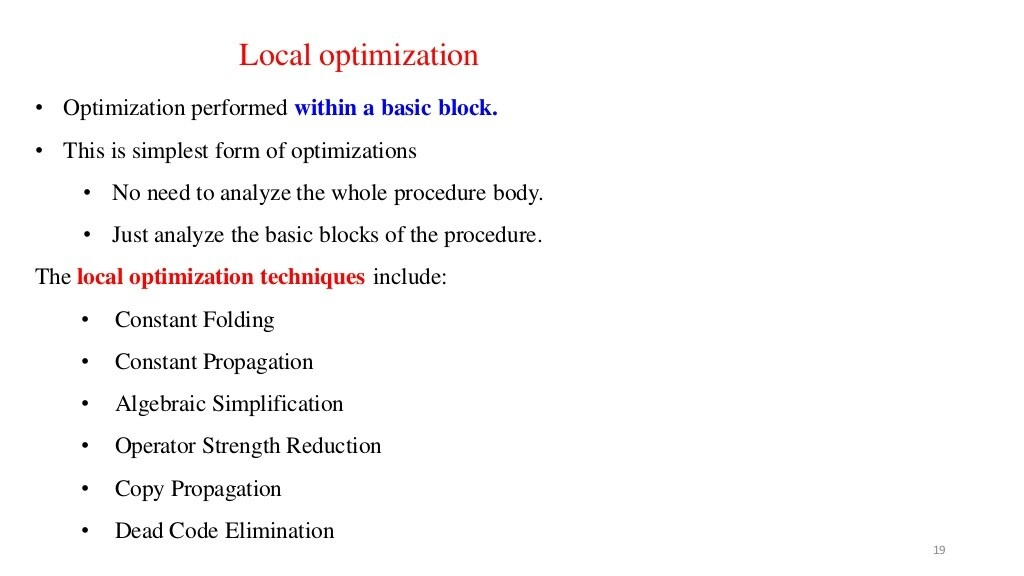 Local optimization
• Optimization performed within a basic block.
• This is simplest form of optimizations
• No need to analyze the whole procedure body.
• Just analyze the basic blocks of the procedure.
The local optimization techniques include:
• Constant Folding
• Constant Propagation
• Algebraic Simplification
• Operator Strength Reduction
• Copy Propagation
• Dead Code Elimination
19